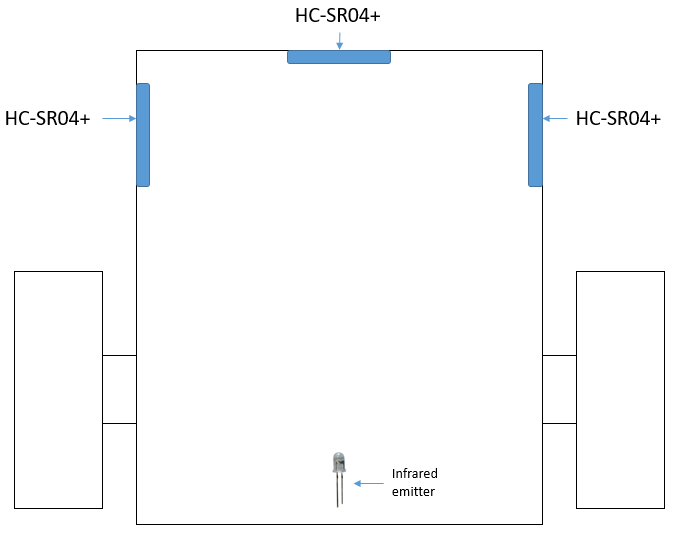 HC-SR04+
HC-SR04+
HC-SR04+
Infrared
emitter